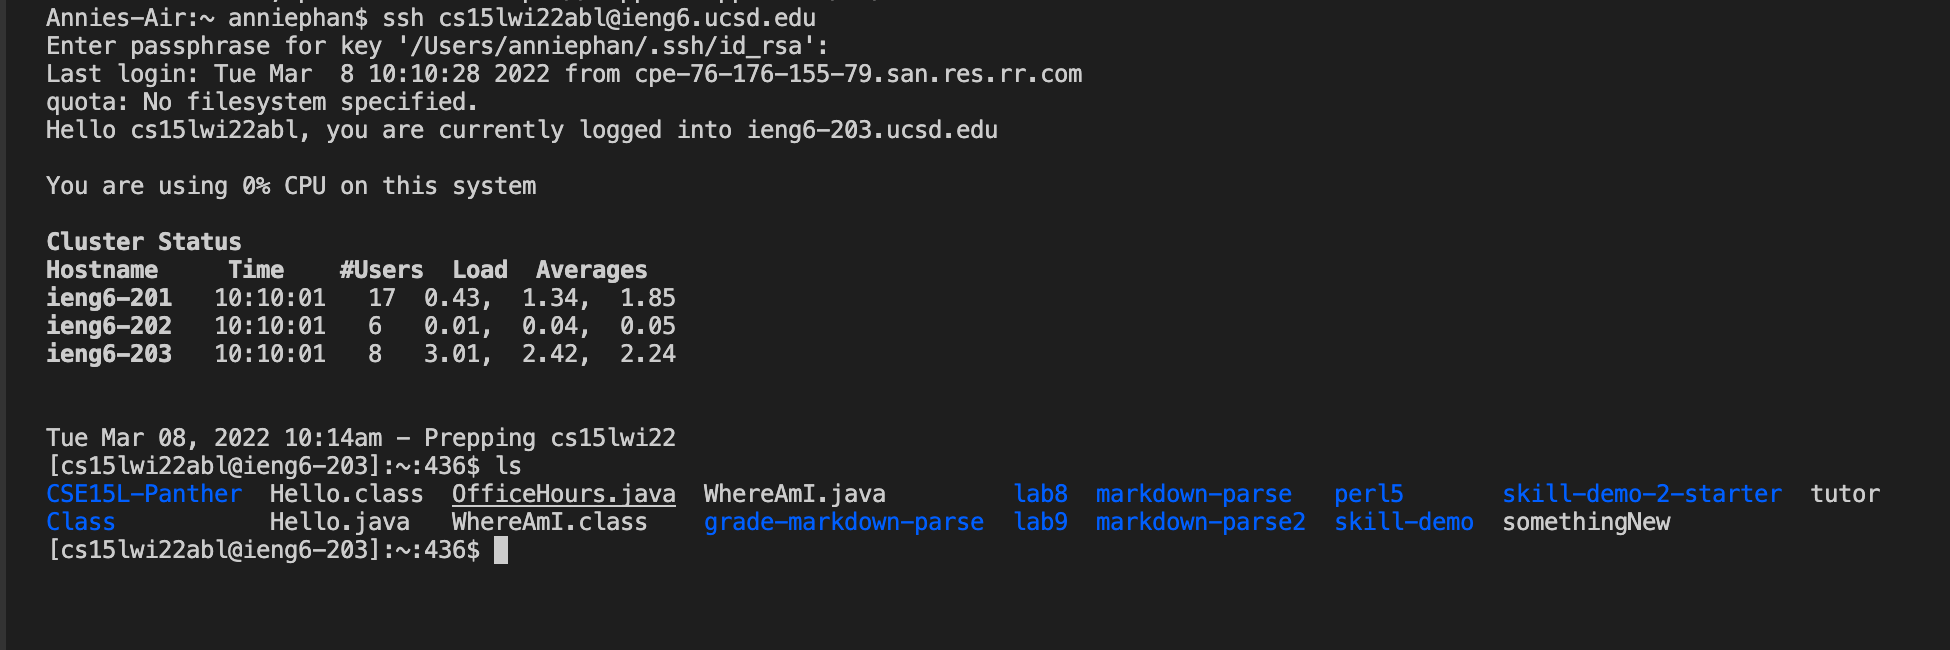 Annies-Air:~ anniephan$ ssh cs15lwi22abl@ieng6.ucsd.edu
Enter passphrase for key '/Users/anniephan/.ssh/id_rsa':
Last login: Tue Mar  8 10:10:28 2022 from cpe-76-176-155-79.san.res.rr.com
quota: No filesystem specified.
Hello cs15lwi22abl, you are currently logged into ieng6-203.ucsd.edu
You are using 0% CPU on this system
Cluster Status
Hostname     Time    #Users  Load  Averages
ieng6-201   10:10:01   17  0.43,  1.34,  1.85
ieng6-202   10:10:01   6   0.01,  0.04,  0.05
ieng6-203   10:10:01   8   3.01,  2.42,  2.24
Tue Mar 08, 2022 10:14am - Prepping cs15lwi22
[cs15lwi22abl@ieng6-203]:~:436$ ls
CSE15L-Panther  Hello.class  OfficeHours.java  WhereAmI.java         lab8  markdown-parse   perl5       skill-demo-2-starter  tutor
Class           Hello.java   WhereAmI.class    grade-markdown-parse  lab9  markdown-parse2  skill-demo  somethingNew
[cs15lwi22abl@ieng6-203]:~:436$